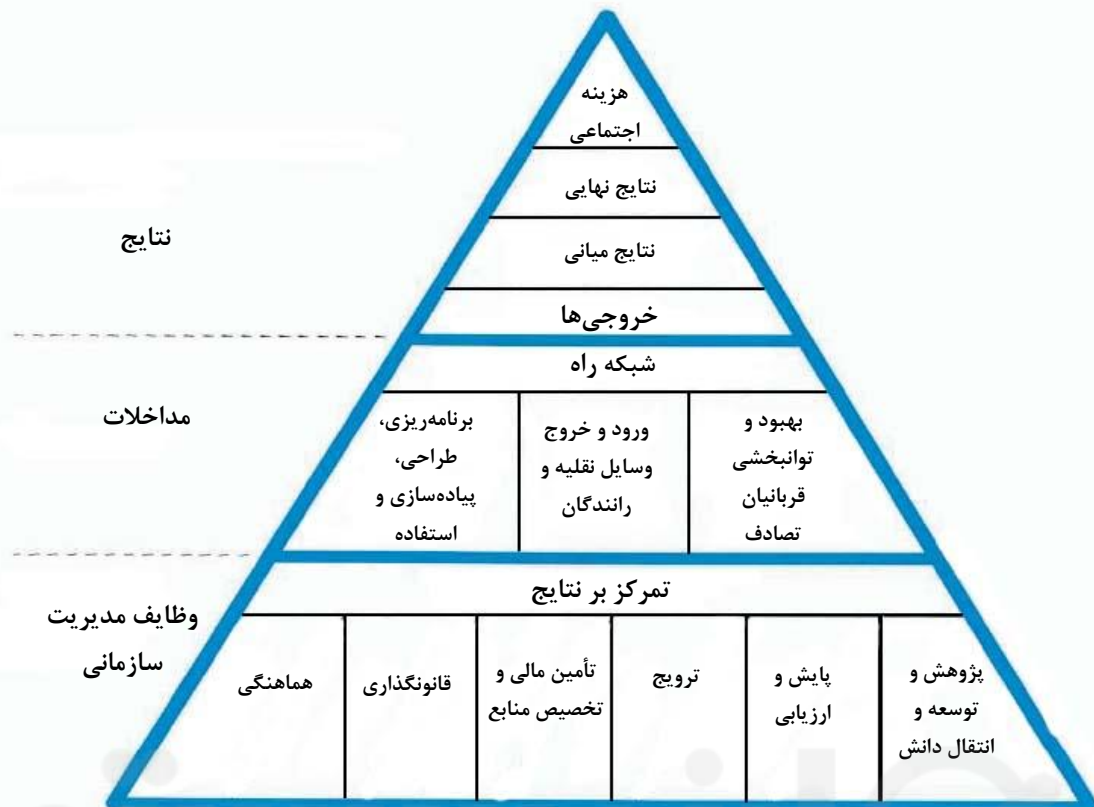 هزینه
اجتماعی
نتایج نهایی
نتایج میانی
خروجی‌ها
نتایج
شبکه راه
بهبود و
توانبخشی
قربانیان
تصادف
ورود و خروج
وسایل نقلیه و
رانندگان
برنامه‌ریزی،
طراحی،
پیاده‌سازی و
استفاده
مداخلات
تمرکز بر نتایج
پژوهش و
توسعه و
انتقال دانش
پایش و
ارزیابی
ترویج
تأمین مالی و
تخصیص منابع
قانونگذاری
هماهنگی
وظایف مدیریت
سازمانی